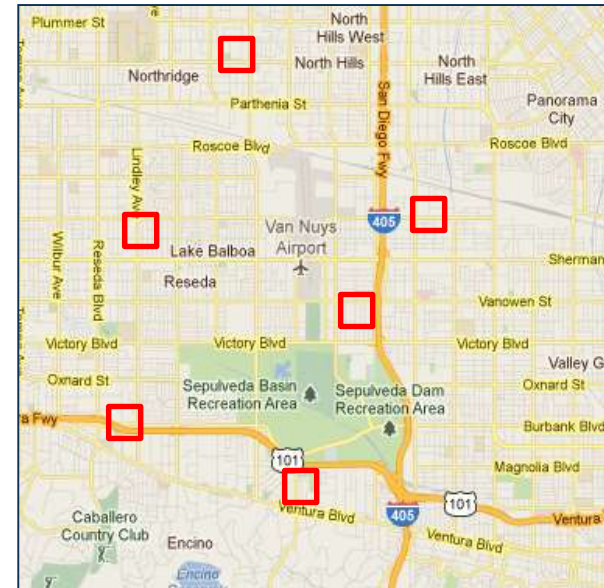 Plummer St
North
Hills West
Northridge
North Hills
North
Hills East
Parthenia St
San Diego Fwy
Panorama
City
Roscoe Blvd
Roscoe Blvd
Lindley Ave
405
Van Nuys
Airport
Wilbur Ave
Reseda Blvd
Lake Balboa
Sherman
Reseda
Vanowen St
Victory Blvd
Victory Blvd
Victory Blvd
Valley G
Oxnard St
Sepulveda Basin
Recreation Area
Sepulveda Dam
Recreation Area
Oxnard St
ra Fwy
Burbank Blvd
101
Magnolia Blvd
101
Ventura Blvd
405
Ventura
Caballero
Country Club
Encino
Ventura Blvd
Encino